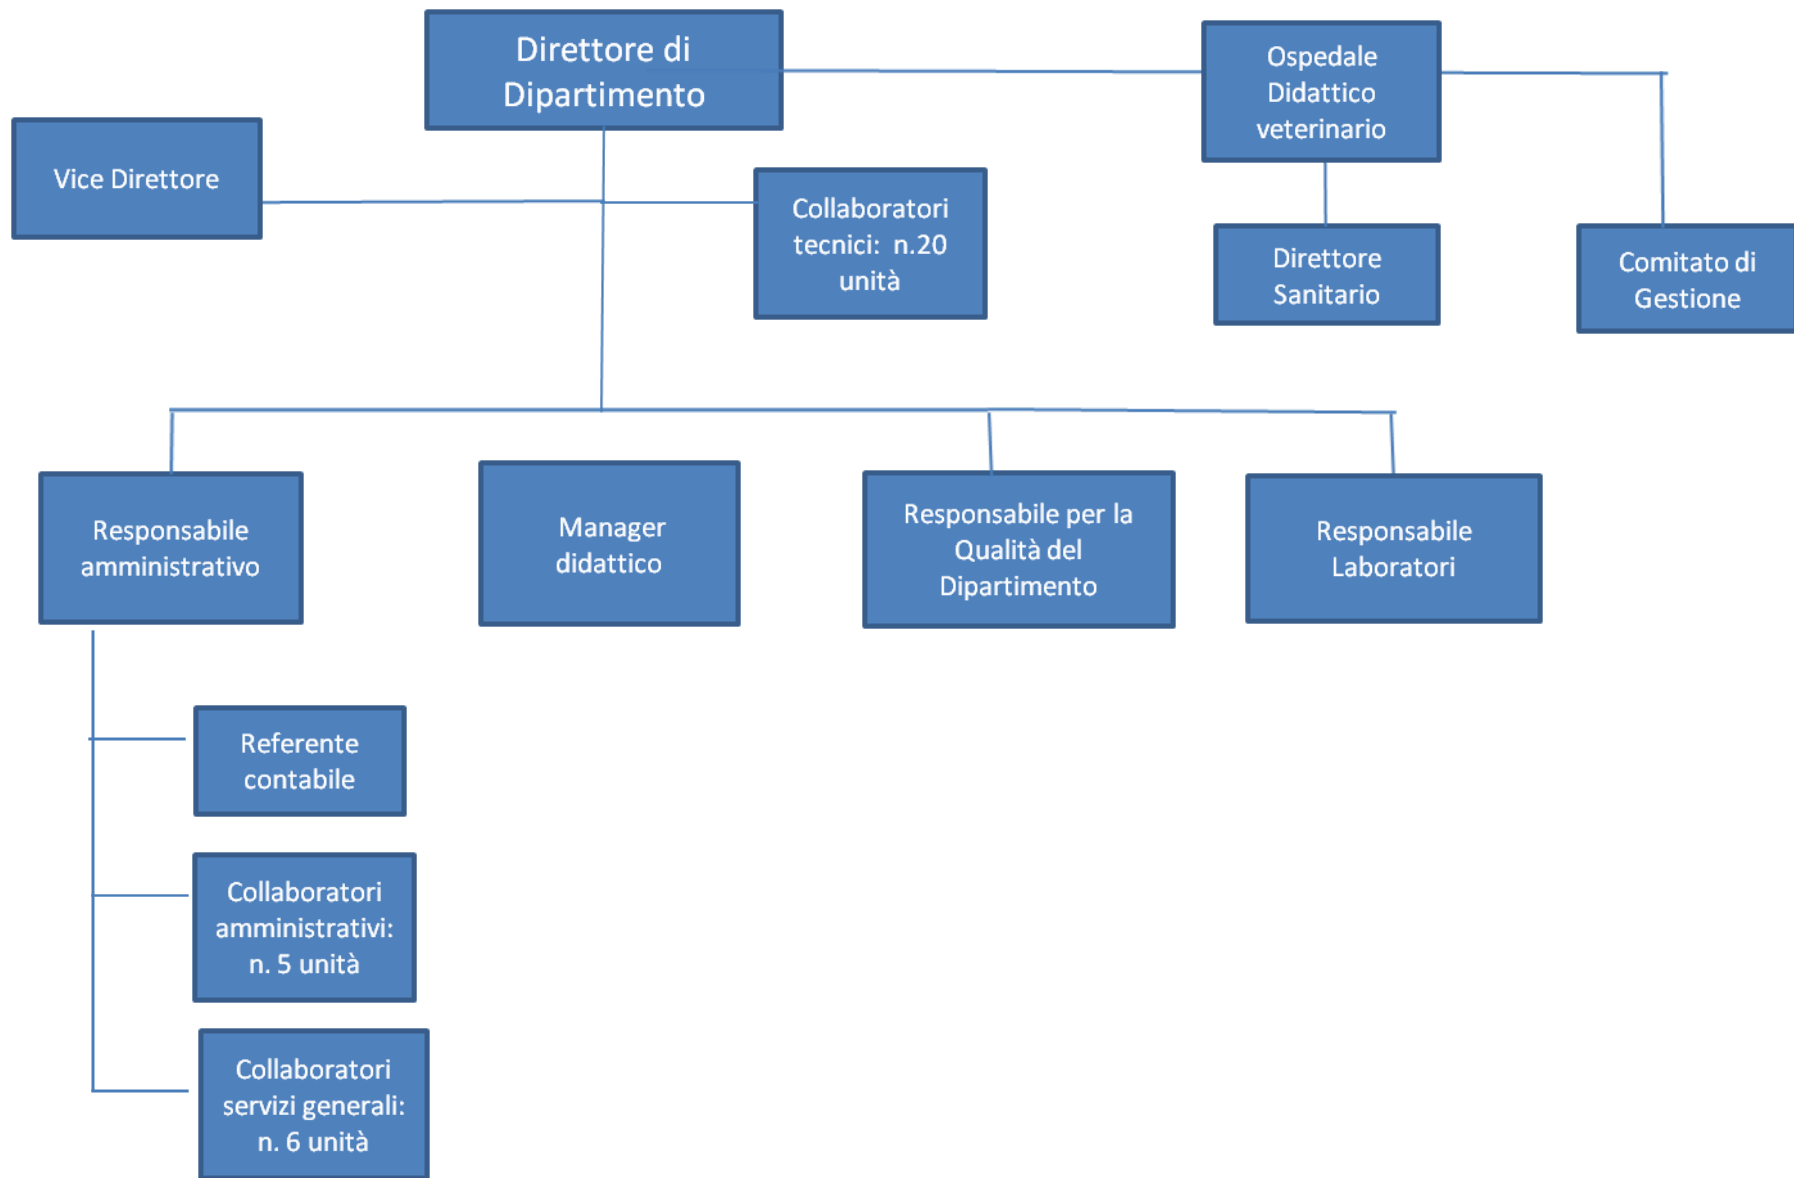 Direttore di
Dipartimento
Ospedale
Didattico
veterinario
Vice Direttore
Collaboratori
tecnici:  n.20
unità
Direttore
Sanitario
Comitato di
Gestione
Responsabile
amministrativo
Manager
didattico
Responsabile per la
Qualità del
Dipartimento
Responsabile
Laboratori
Referente
contabile
Collaboratori
amministrativi:
n. 5 unità
Collaboratori
servizi generali:
n. 6 unità